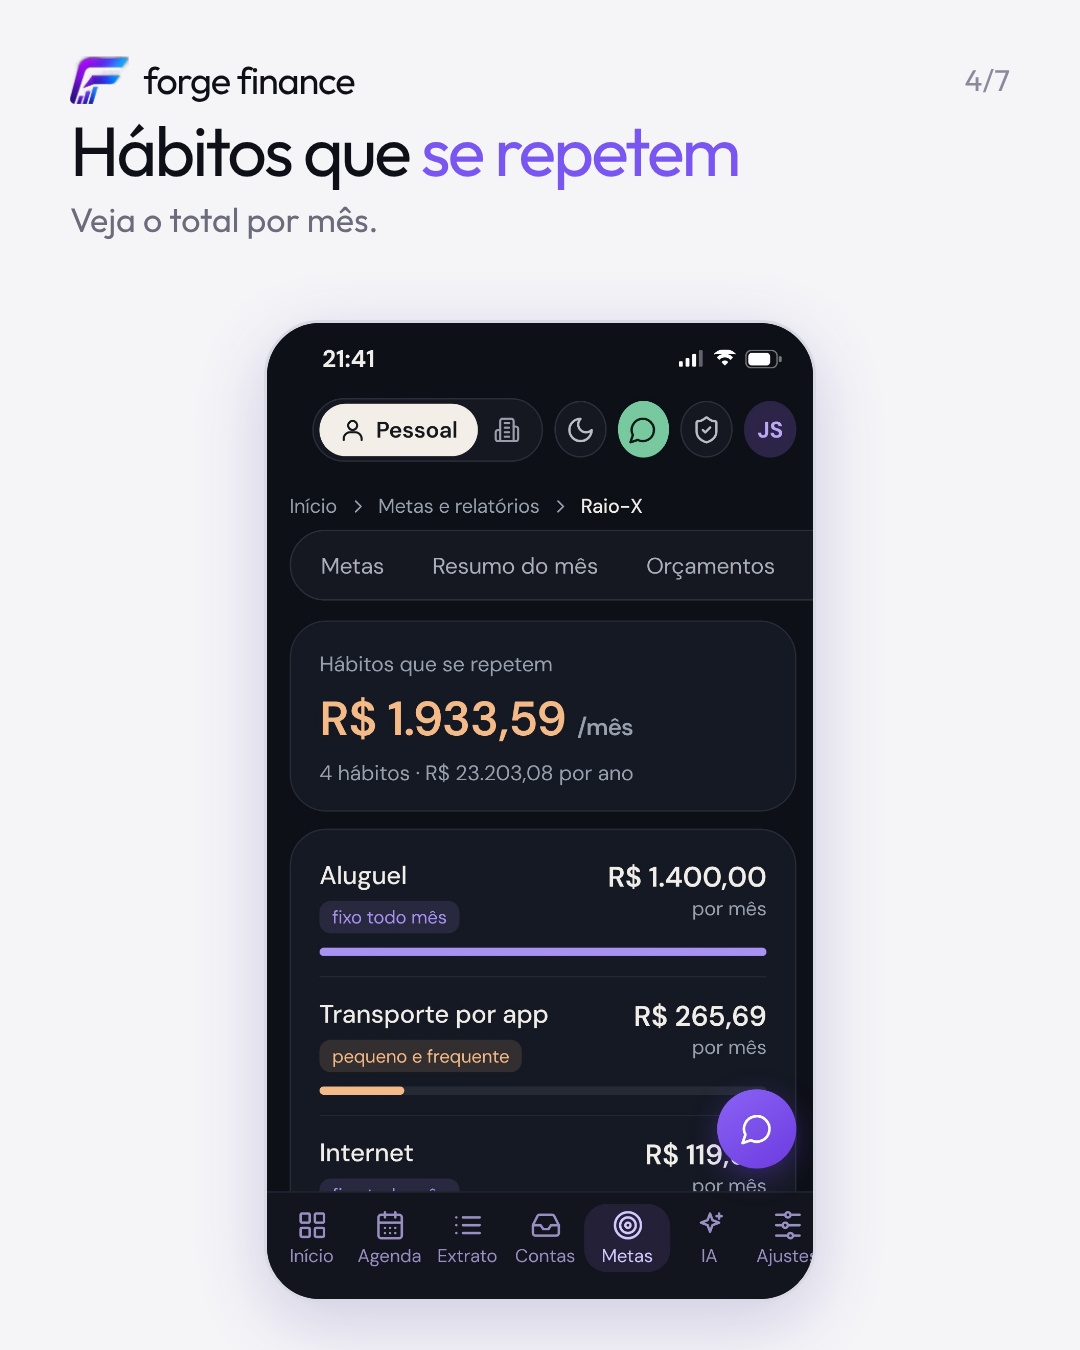 forge finance
4/7
Hábitos que se repetem
Veja o total por mês.
21:41
Pessoal
JS
Início > Metas e relatórios > Raio-X
Metas Resumo do mês Orçamentos
Hábitos que se repetem
R$ 1.933,59 /mês
4 hábitos · R$ 23.203,08 por ano
Aluguel R$ 1.400,00
fixo todo mês por mês
Transporte por app R$ 265,69
pequeno e frequente por mês
Internet R$ 119,
por mês
Início Agenda Extrato Contas Metas IA Ajustes